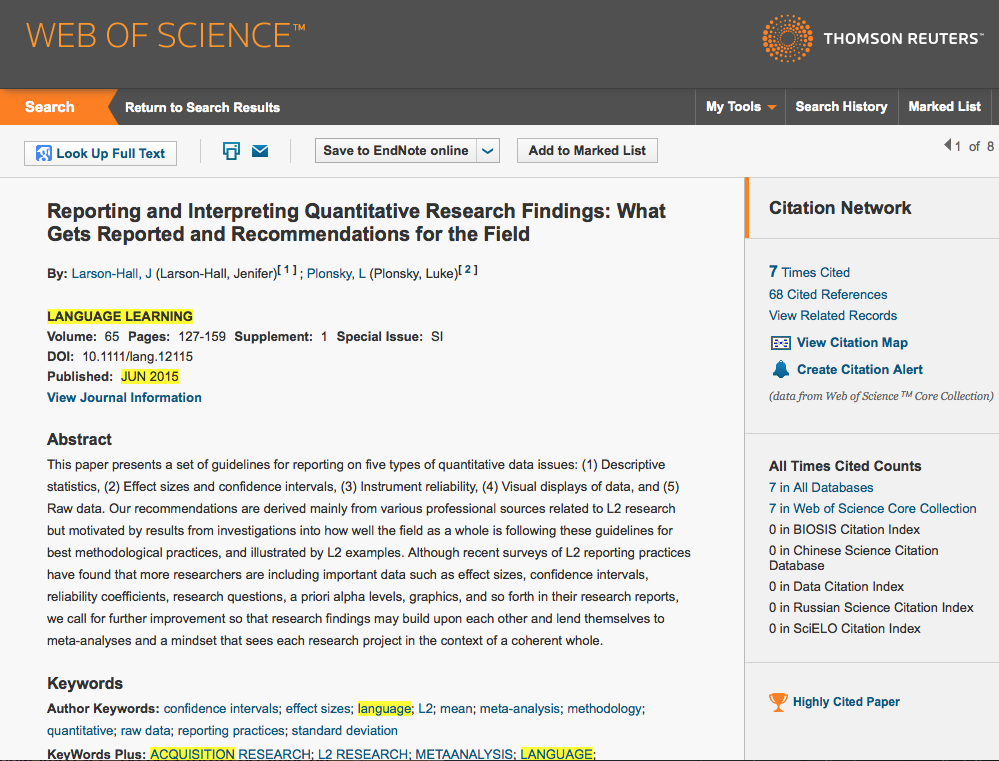 WEB OF SCIENCE™
THOMSON REUTERS™
Search
Return to Search Results
My Tools
Search History
Marked List
Look Up Full Text
Save to EndNote online
Add to Marked List
1 of 8
Reporting and Interpreting Quantitative Research Findings: What
Gets Reported and Recommendations for the Field
By: Larson-Hall, J (Larson-Hall, Jenifer)[ 1 ] ; Plonsky, L (Plonsky, Luke)[ 2 ]
LANGUAGE LEARNING
Volume: 65 Pages: 127-159 Supplement: 1 Special Issue: SI
DOI: 10.1111/lang.12115
Published: JUN 2015
View Journal Information
Abstract
This paper presents a set of guidelines for reporting on five types of quantitative data issues: (1) Descriptive
statistics, (2) Effect sizes and confidence intervals, (3) Instrument reliability, (4) Visual displays of data, and (5)
Raw data. Our recommendations are derived mainly from various professional sources related to L2 research
but motivated by results from investigations into how well the field as a whole is following these guidelines for
best methodological practices, and illustrated by L2 examples. Although recent surveys of L2 reporting practices
have found that more researchers are including important data such as effect sizes, confidence intervals,
reliability coefficients, research questions, a priori alpha levels, graphics, and so forth in their research reports,
we call for further improvement so that research findings may build upon each other and lend themselves to
meta-analyses and a mindset that sees each research project in the context of a coherent whole.
Keywords
Author Keywords: confidence intervals; effect sizes; language; L2; mean; meta-analysis; methodology;
quantitative; raw data; reporting practices; standard deviation
KeyWords Plus: ACQUISITION RESEARCH; L2 RESEARCH; METAANALYSIS; LANGUAGE;
Citation Network
7 Times Cited
68 Cited References
View Related Records
View Citation Map
Create Citation Alert
(data from Web of Science ™ Core Collection)
All Times Cited Counts
7 in All Databases
7 in Web of Science Core Collection
0 in BIOSIS Citation Index
0 in Chinese Science Citation
Database
0 in Data Citation Index
0 in Russian Science Citation Index
0 in SciELO Citation Index
Highly Cited Paper